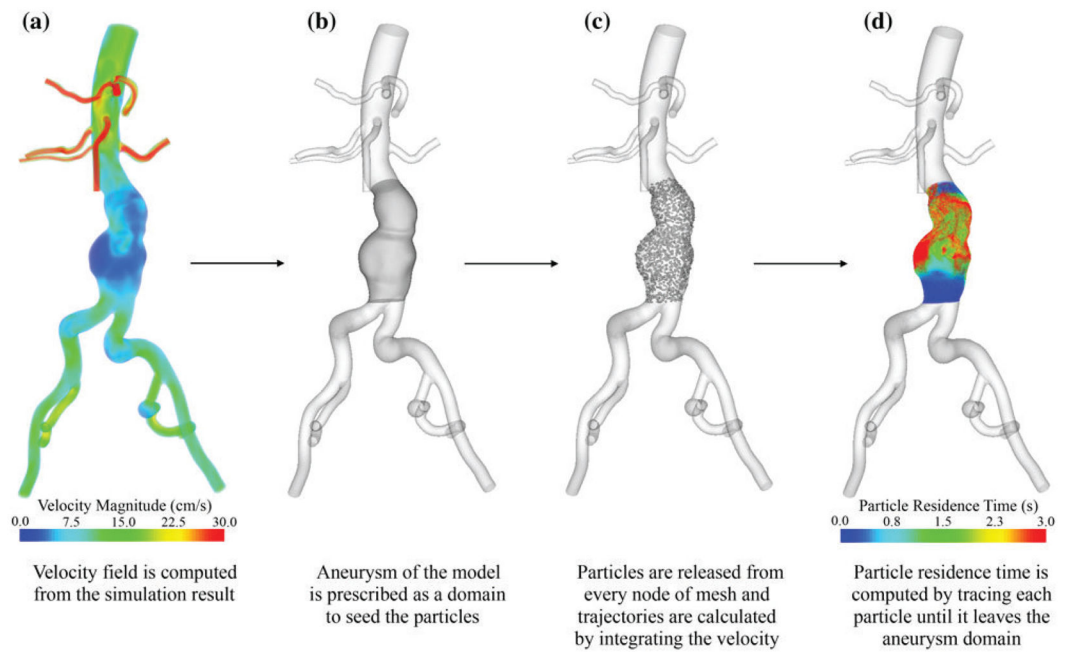 (a)
(b)
(c)
(d)
Velocity Magnitude (cm/s)
0.0 7.5 15.0 22.5 30.0
Particle Residence Time (s)
0.0 0.8 1.5 2.3 3.0
Velocity field is computed
from the simulation result
Aneurysm of the model
is prescribed as a domain
to seed the particles
Particles are released from
every node of mesh and
trajectories are calculated
by integrating the velocity
Particle residence time is
computed by tracing each
particle until it leaves the
aneurysm domain